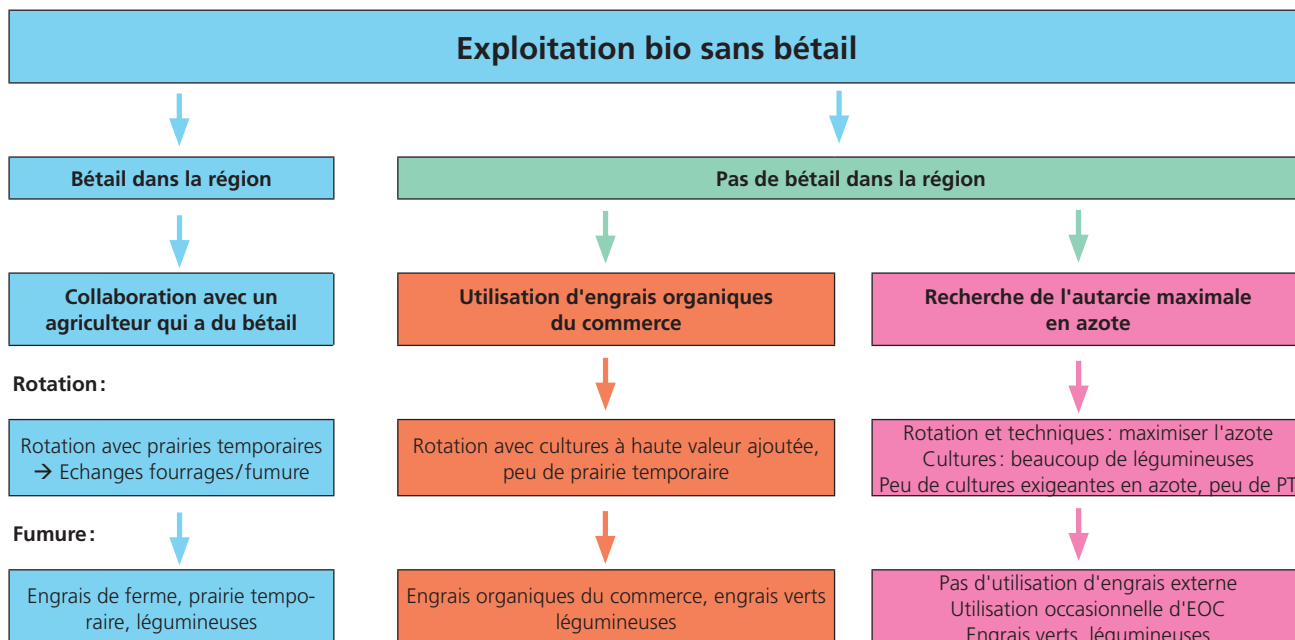 Exploitation bio sans bétail
Bétail dans la région
Pas de bétail dans la région
Collaboration avec un
agriculteur qui a du bétail
Utilisation d'engrais organiques
du commerce
Recherche de l'autarcie maximale
en azote
Rotation :
Rotation avec prairies temporaires
→ Echanges fourrages/fumure
Rotation avec cultures à haute valeur ajoutée,
peu de prairie temporaire
Rotation et techniques : maximiser l'azote
Cultures : beaucoup de légumineuses
Peu de cultures exigeantes en azote, peu de PT
Fumure :
Engrais de ferme, prairie tempo-
raire, légumineuses
Engrais organiques du commerce, engrais verts
légumineuses
Pas d'utilisation d'engrais externe
Utilisation occasionnelle d'EOC
Engrais verts, légumineuses